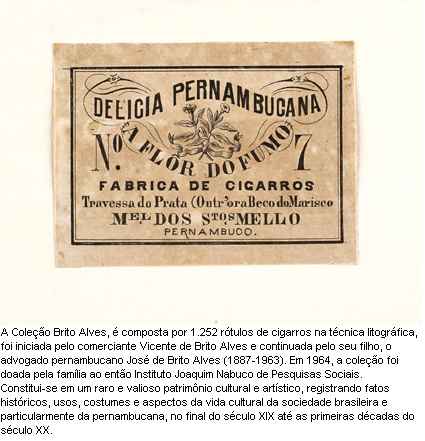 DELICIA PERNAMBUCANA
A FLÔR DO FUMO
Nº. 7
FABRICA DE CIGARROS
Travessa do Prata (Outr'ora Beco do Marisco
MEL DOS STOS MELLO
PERNAMBUCO.
A Coleção Brito Alves, é composta por 1.252 rótulos de cigarros na técnica litográfica,
foi iniciada pelo comerciante Vicente de Brito Alves e continuada pelo seu filho, o
advogado pernambucano José de Brito Alves (1887-1963). Em 1964, a coleção foi
doada pela família ao então Instituto Joaquim Nabuco de Pesquisas Sociais.
Constitui-se em um raro e valioso patrimônio cultural e artístico, registrando fatos
históricos, usos, costumes e aspectos da vida cultural da sociedade brasileira e
particularmente da pernambucana, no final do século XIX até as primeiras décadas do
século XX.